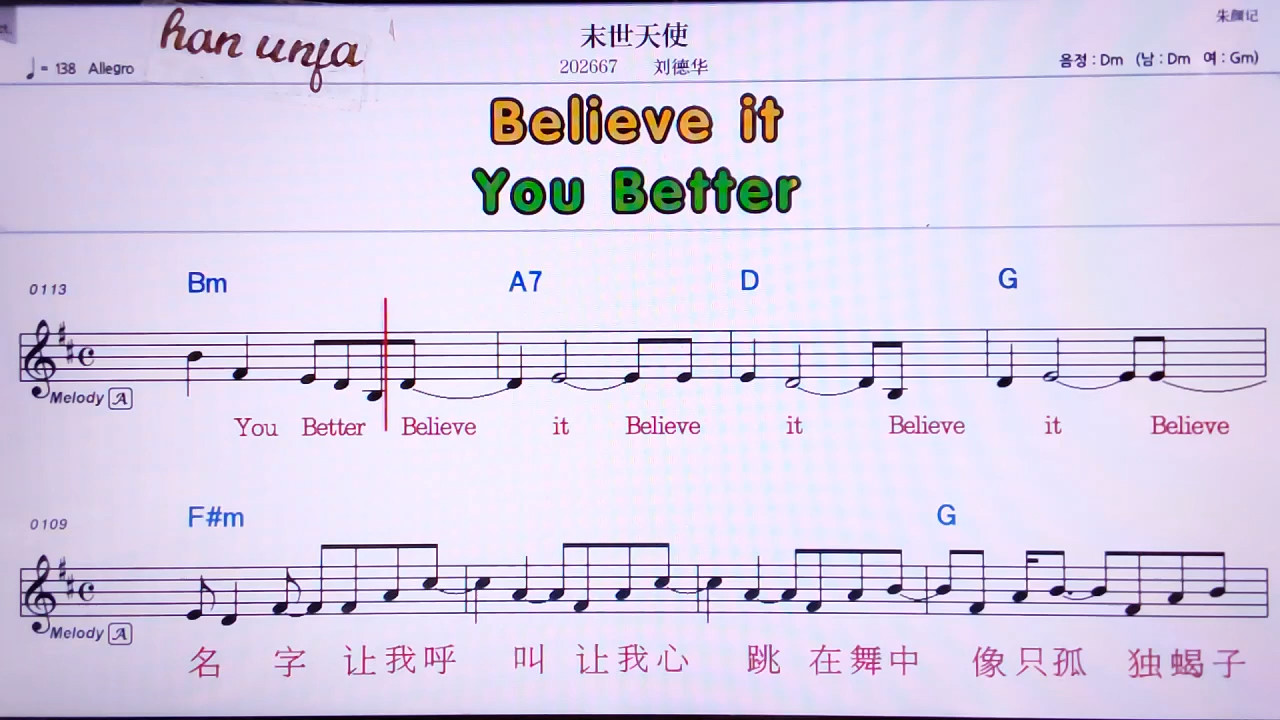 han unfa
末世天使
朱颜记
♩= 138 Allegro
202667 刘德华
음정 : Dm (남 : Dm 여 : Gm)
Believe it
You Better
0113
Bm A7 D G
Melody A
You Better Believe it Believe it Believe it Believe
0109
F#m G
Melody A
名 字 让我呼 叫 让我心 跳 在舞中 像只孤 独蝎子